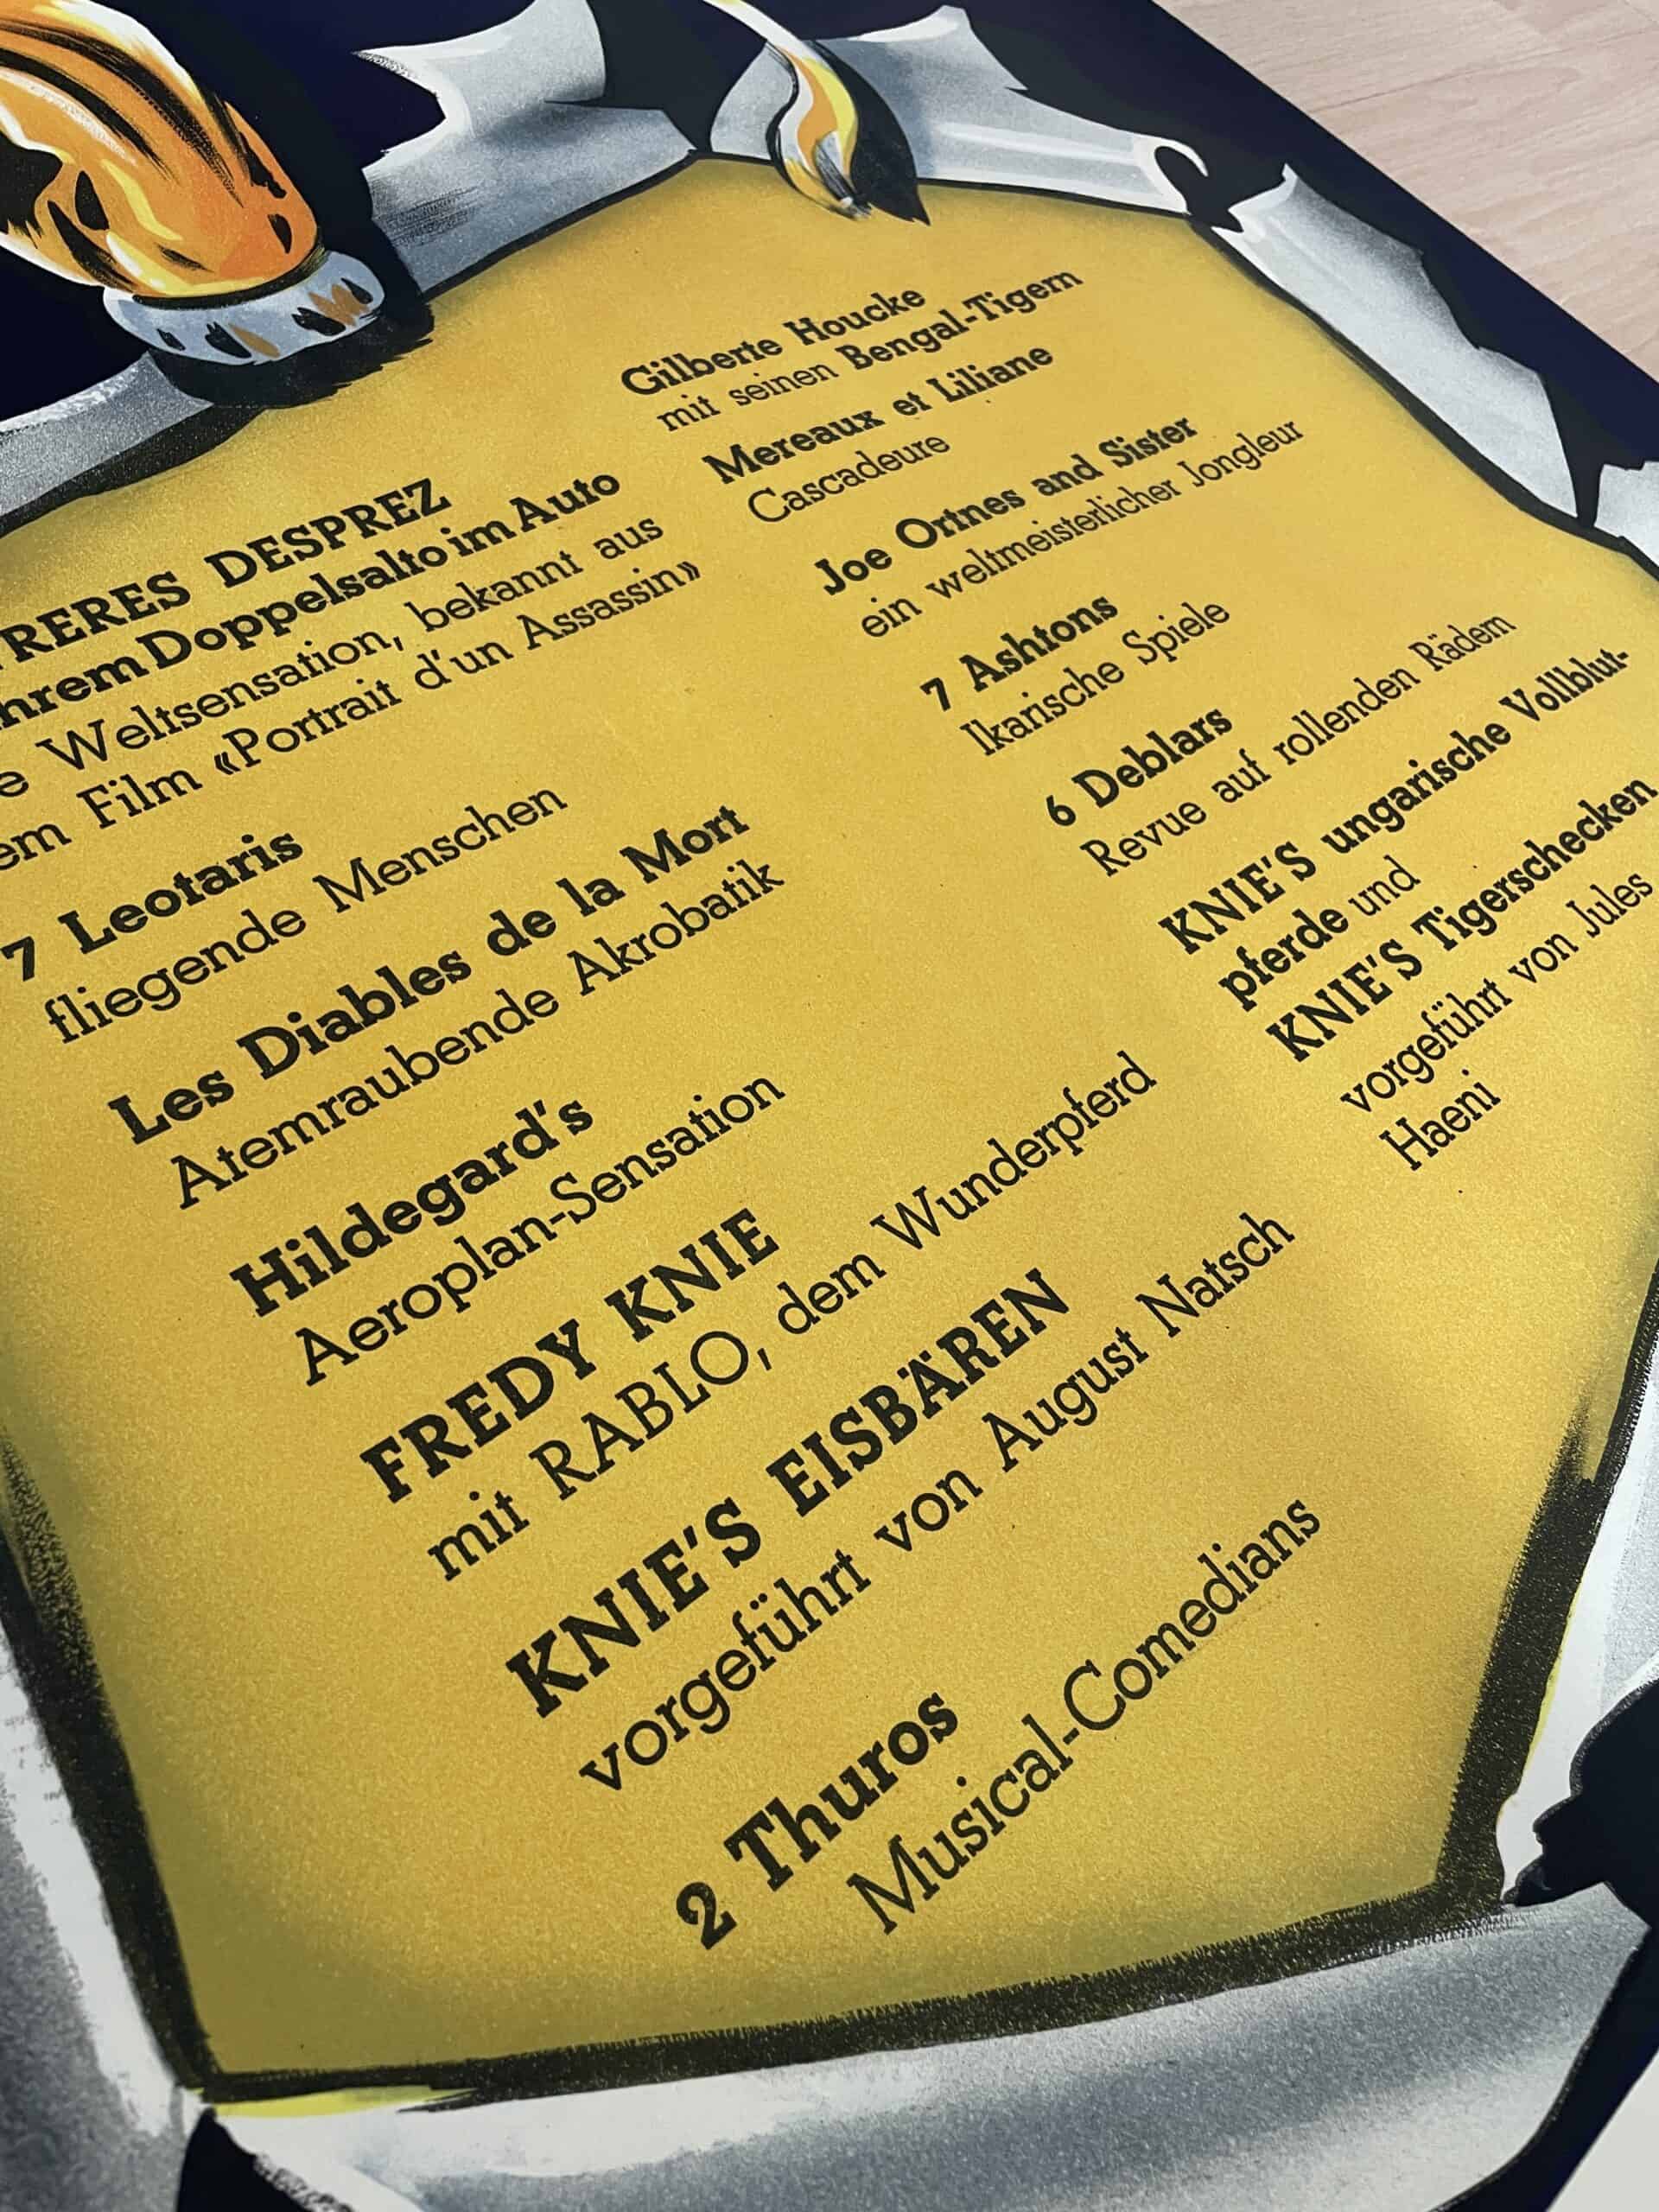 FRERES DESPREZ
ihrem Doppelsalto im Auto
Weltsensation, bekannt aus
Film «Portrait d'un Assassin»
7 Leotaris
fliegende Menschen
Les Diables de la Mort
Atemraubende Akrobatik
Hildegard's
Aeroplan-Sensation
FREDY KNIE
mit RABLO, dem Wunderpferd
KNIE'S EISBÄREN
vorgeführt von August Natsch
2 Thuros
Musical-Comedians
Gilberte Houcke
mit seinen Bengal-Tigern
Mereaux et Liliane
Cascadeure
Joe Ortnes and Sister
ein weltmeisterlicher Jongleur
7 Ashtons
Ikarische Spiele
6 Deblars
Revue auf rollenden Rädern
KNIE'S ungarische Vollblut-
pferde und
KNIE'S Tigerschecken
vorgeführt von Jules
Haeni